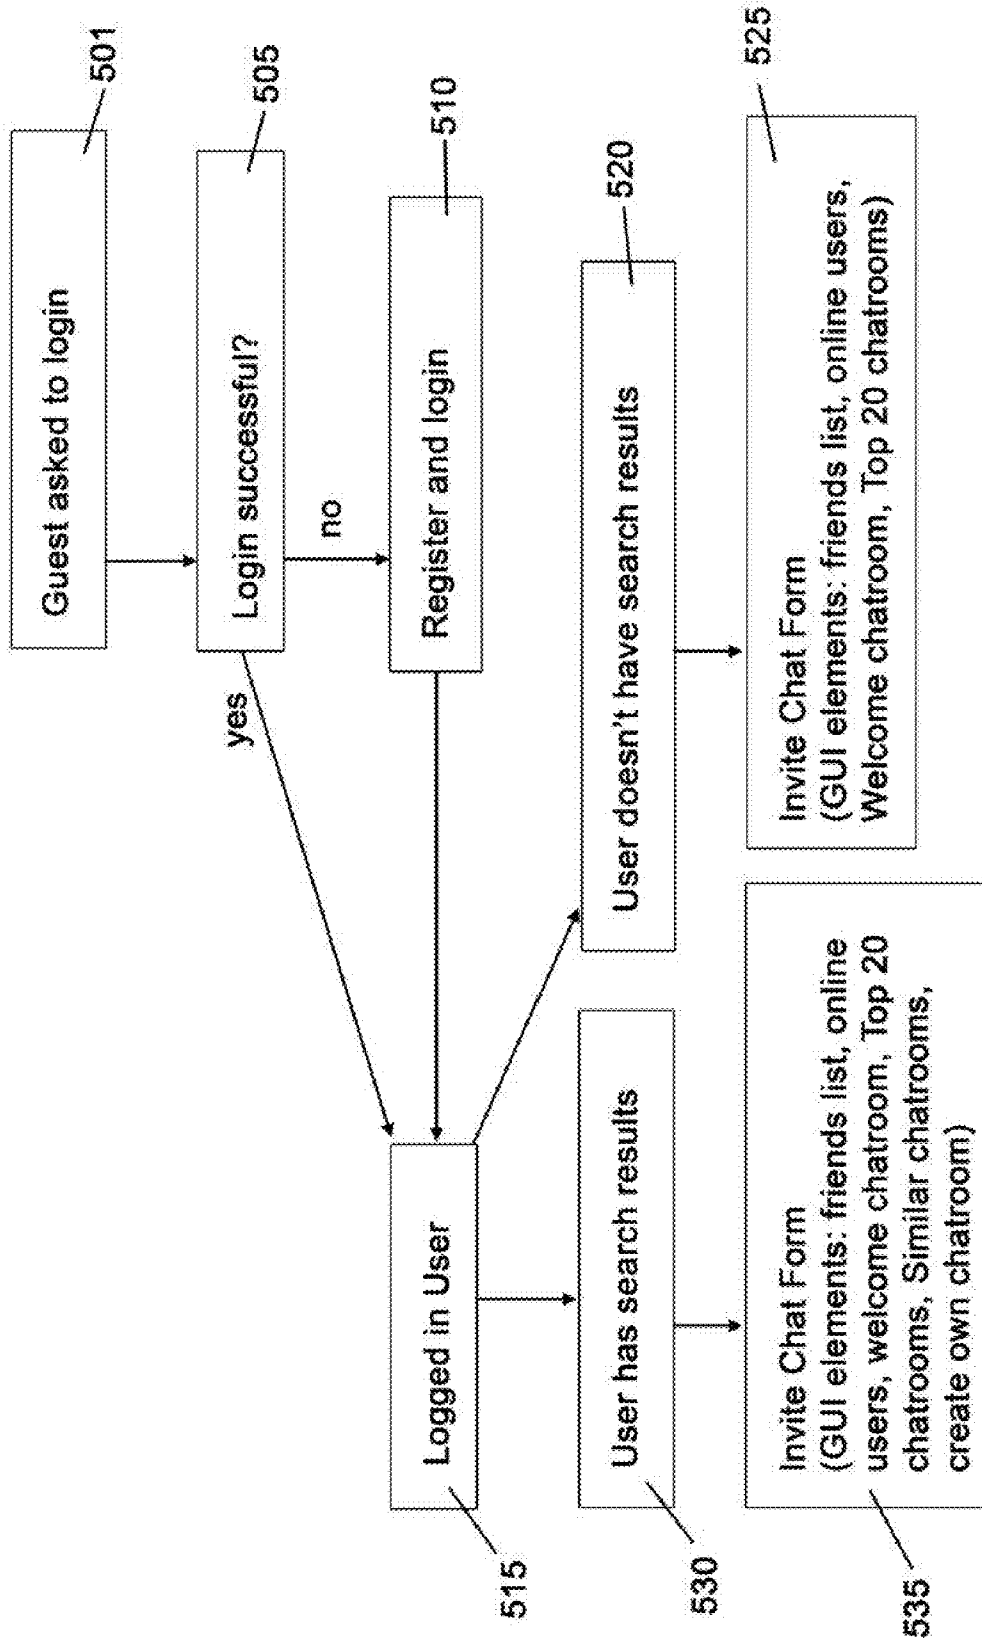 Guest asked to login
501
Login successful?
505
yes
no
Register and login
510
Logged in User
515
User has search results
530
User doesn't have search results
520
Invite Chat Form
(GUI elements: friends list, online
users, welcome chatroom, Top 20
chatrooms, Similar chatrooms,
create own chatroom)
535
Invite Chat Form
(GUI elements: friends list, online users,
Welcome chatroom, Top 20 chatrooms)
525